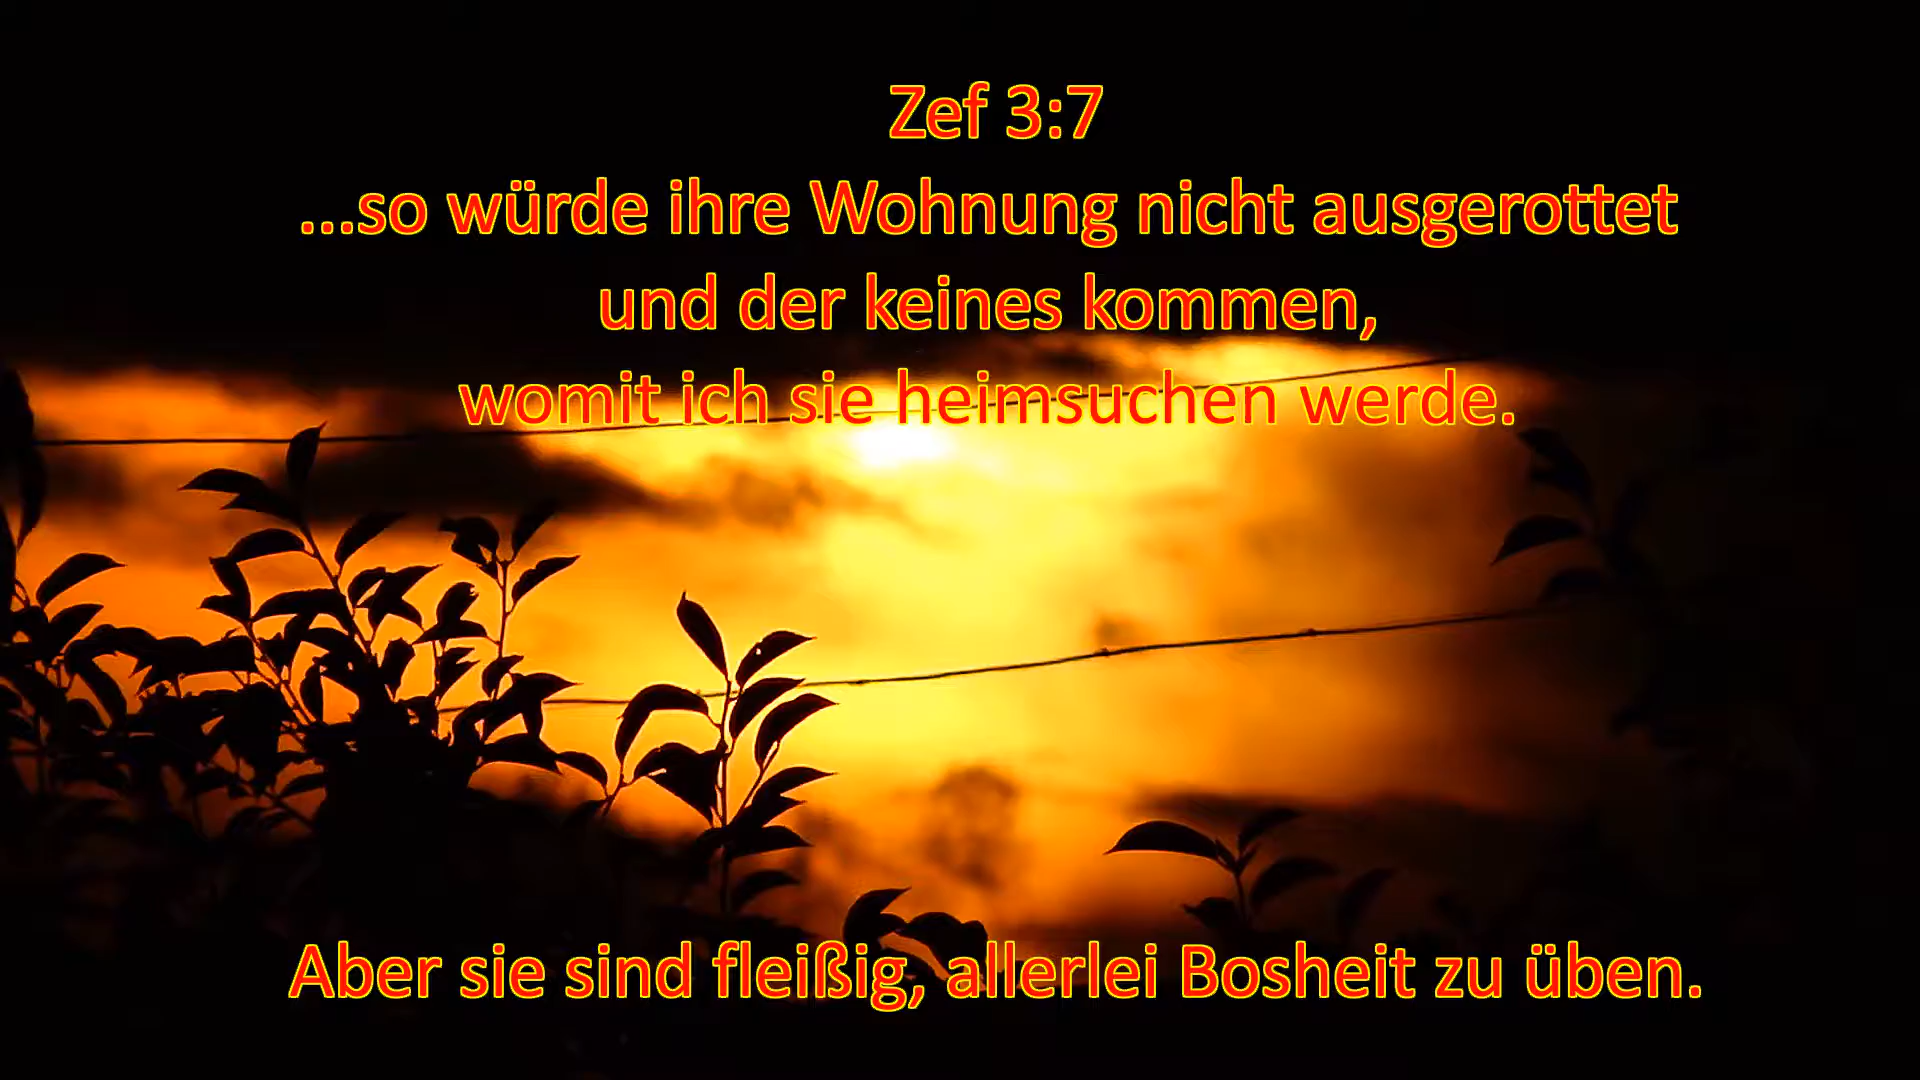 Zef 3:7
...so würde ihre Wohnung nicht ausgerottet
und der keines kommen,
womit ich sie heimsuchen werde.
Aber sie sind fleißig, allerlei Bosheit zu üben.